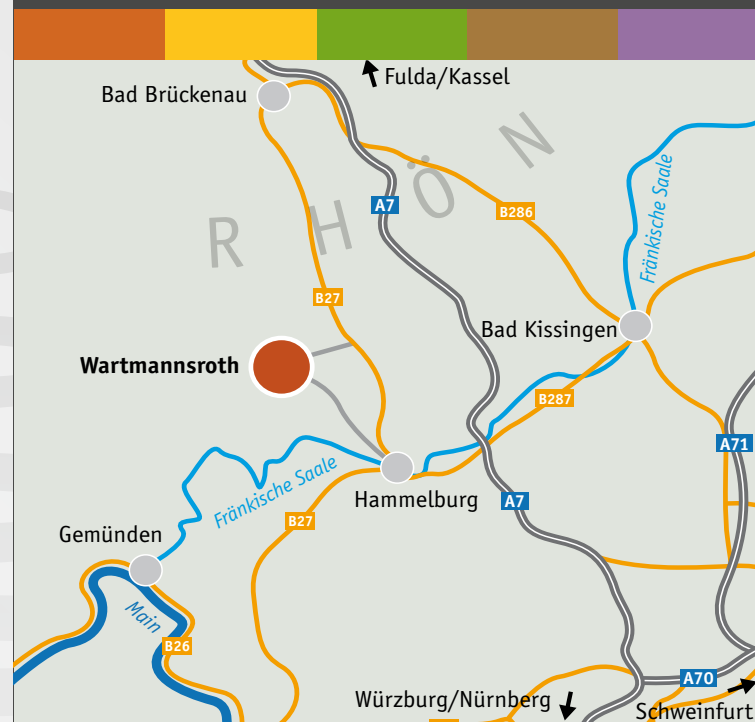 Fulda/Kassel
Bad Brückenau
RHÖN
A7
B286
Fränkische Saale
B27
Bad Kissingen
Wartmannsroth
B287
A71
Fränkische Saale
Hammelburg
A7
B27
Gemünden
Main
B26
A70
Würzburg/Nürnberg
Schweinfurt